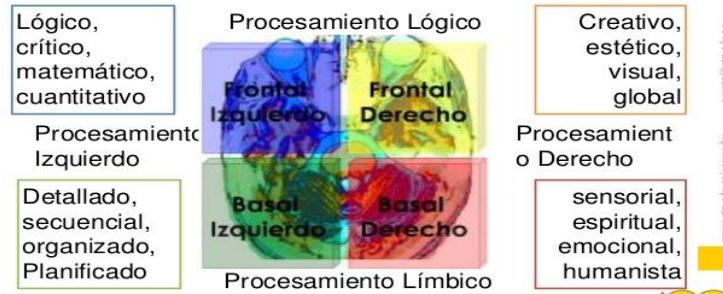 Lógico,
crítico,
matemático,
cuantitativo
Procesamiento Lógico
Creativo,
estético,
visual,
global
Frontal
Izquierdo
Frontal
Derecho
Procesamiento
Izquierdo
Procesamient
o Derecho
Detallado,
secuencial,
organizado,
Planificado
Basal
Izquierdo
Basal
Derecho
sensorial,
espiritual,
emocional,
humanista
Procesamiento Límbico